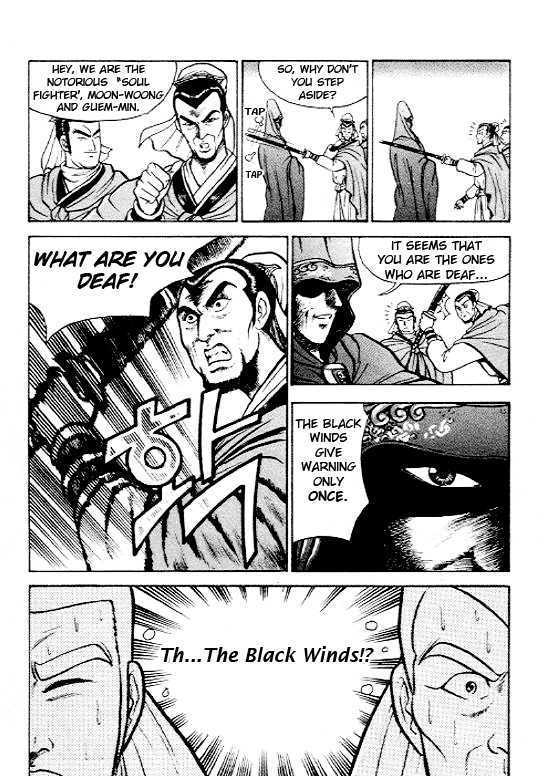 HEY, WE ARE THE
NOTORIOUS "SOUL
FIGHTER', MOON-WOONG
AND GUEM-MIN.
SO, WHY DON'T
YOU STEP
ASIDE?
TAP
TAP
WHAT ARE YOU
DEAF!
IT SEEMS THAT
YOU ARE THE ONES
WHO ARE DEAF...
THE BLACK
WINDS
GIVE
WARNING
ONLY
ONCE.
Th...The Black Winds!?